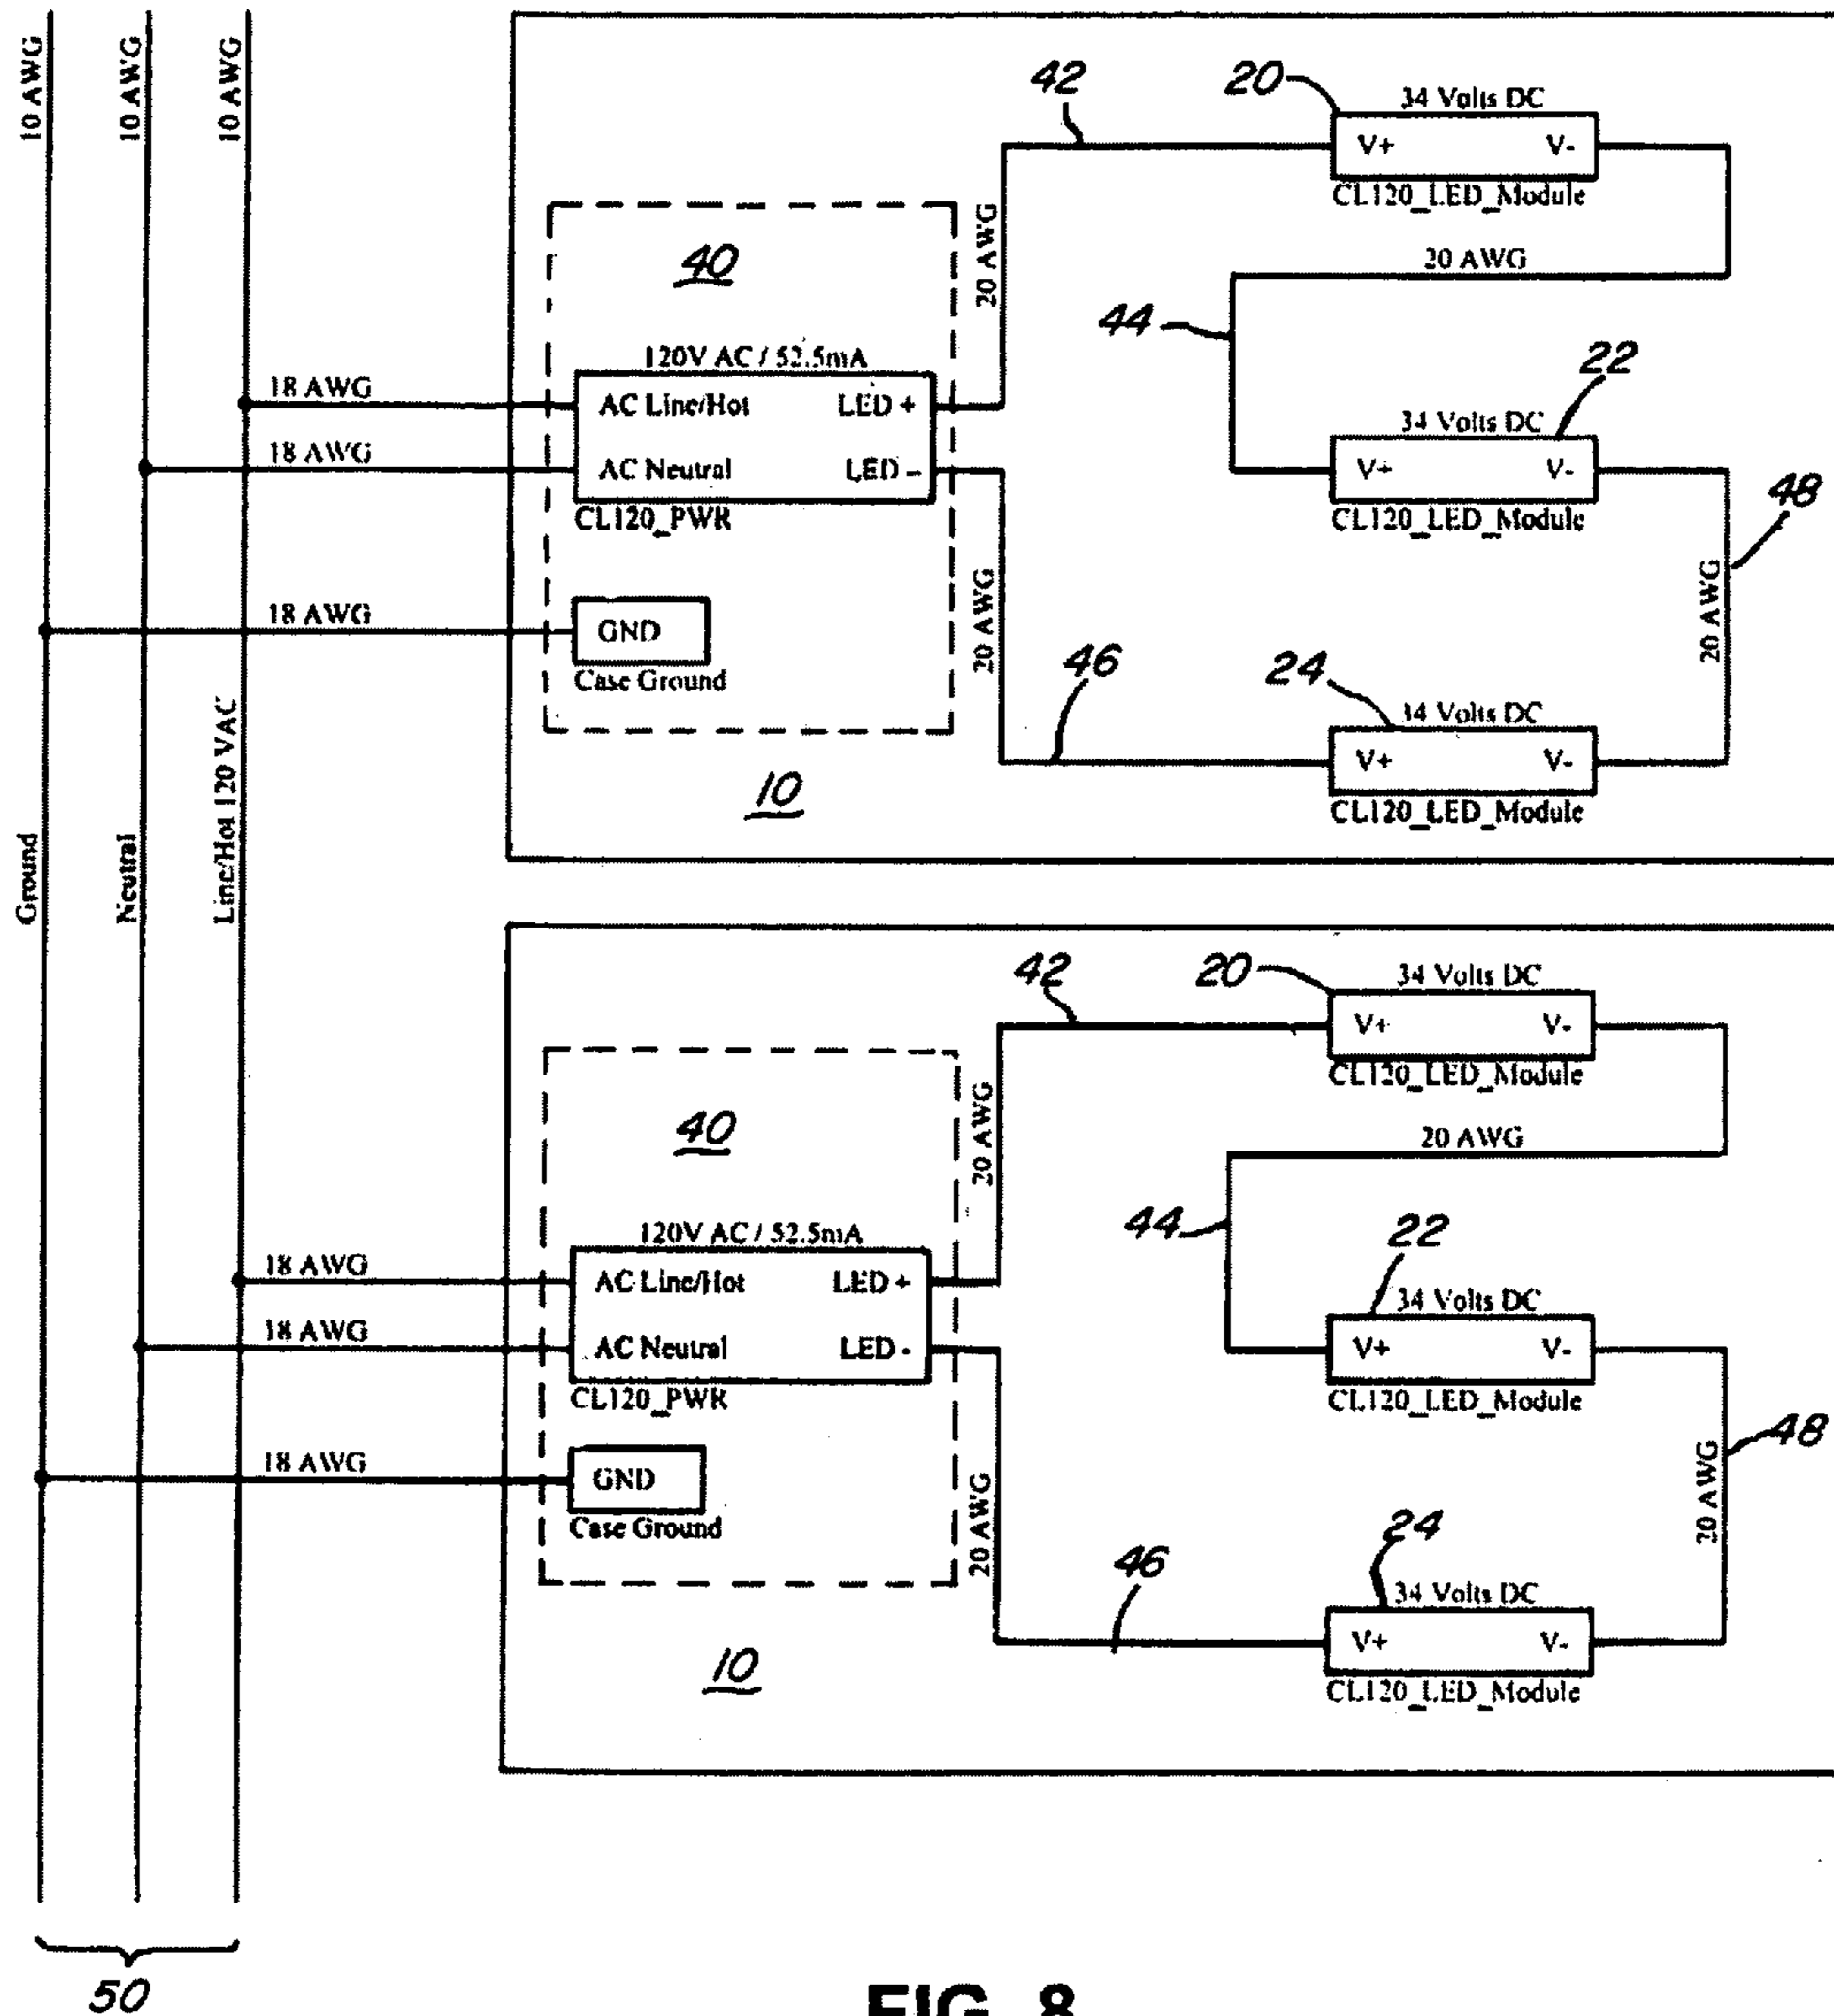 10 AWG
10 AWG
10 AWG
42
20
34 Volts DC
V+ V-
CL120_LED_Module
20 AWG
40
20 AWG
44
120V AC / 52.5mA
22
18 AWG
AC Line/Hot LED +
34 Volts DC
18 AWG
AC Neutral LED –
V+ V-
48
CL120_PWR
CL120_LED_Module
18 AWG
GND
20 AWG
20 AWG
Case Ground
46
24
34 Volts DC
V+ V-
CL120_LED_Module
10
Ground
Neutral
Line/Hot 120 VAC
42
20
34 Volts DC
V+ V-
CL120_LED_Module
20 AWG
40
20 AWG
44
120V AC / 52.5mA
22
18 AWG
AC Line/Hot LED +
34 Volts DC
18 AWG
AC Neutral LED -
V+ V-
CL120_PWR
CL120_LED_Module
48
18 AWG
GND
20 AWG
20 AWG
Case Ground
46
24
34 Volts DC
V+ V-
CL120_LED_Module
10
50
FIG. 8